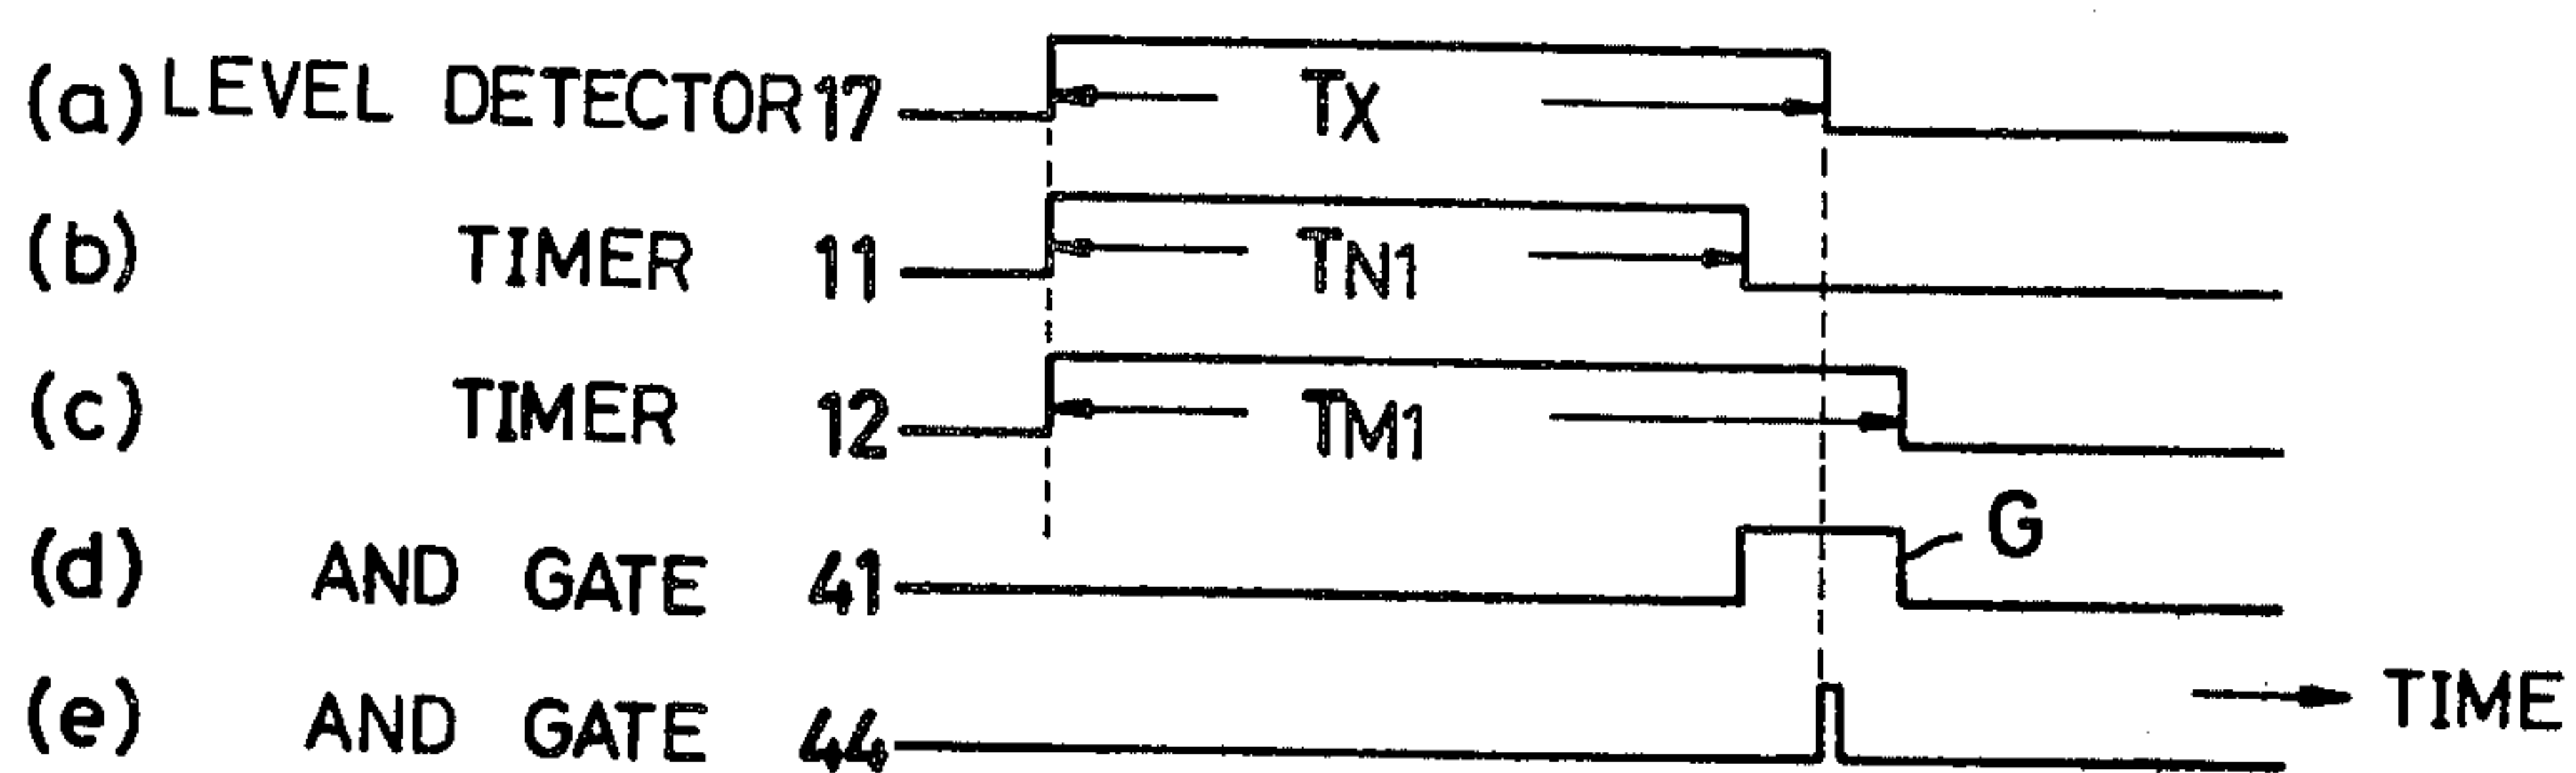 (a) LEVEL DETECTOR 17 TX
(b) TIMER 11 TN1
(c) TIMER 12 TM1
(d) AND GATE 41 G
(e) AND GATE 44 TIME